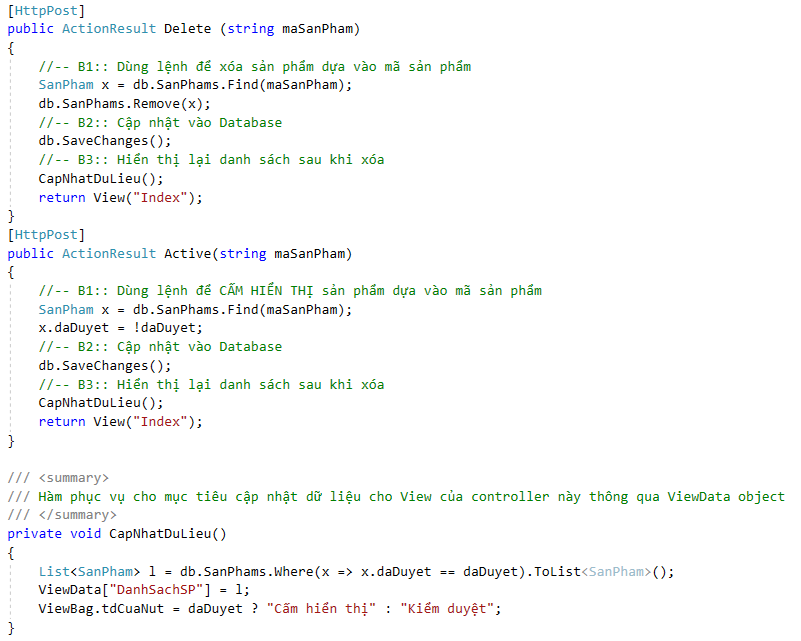 [HttpPost]
public ActionResult Delete (string maSanPham)
{
//-- B1:: Dùng lệnh để xóa sản phẩm dựa vào mã sản phẩm
SanPham x = db.SanPhams.Find(maSanPham);
db.SanPhams.Remove(x);
//-- B2:: Cập nhật vào Database
db.SaveChanges();
//-- B3:: Hiển thị lại danh sách sau khi xóa
CapNhatDuLieu();
return View("Index");
}
[HttpPost]
public ActionResult Active(string maSanPham)
{
//-- B1:: Dùng lệnh để CẤM HIỂN THỊ sản phẩm dựa vào mã sản phẩm
SanPham x = db.SanPhams.Find(maSanPham);
x.daDuyet = !daDuyet;
//-- B2:: Cập nhật vào Database
db.SaveChanges();
//-- B3:: Hiển thị lại danh sách sau khi xóa
CapNhatDuLieu();
return View("Index");
}
/// <summary>
/// Hàm phục vụ cho mục tiêu cập nhật dữ liệu cho View của controller này thông qua ViewData object
/// </summary>
private void CapNhatDuLieu()
{
List<SanPham> l = db.SanPhams.Where(x => x.daDuyet == daDuyet).ToList<SanPham>();
ViewData["DanhSachSP"] = l;
ViewBag.tdCuaNut = daDuyet ? "Cấm hiển thị" : "Kiểm duyệt";
}